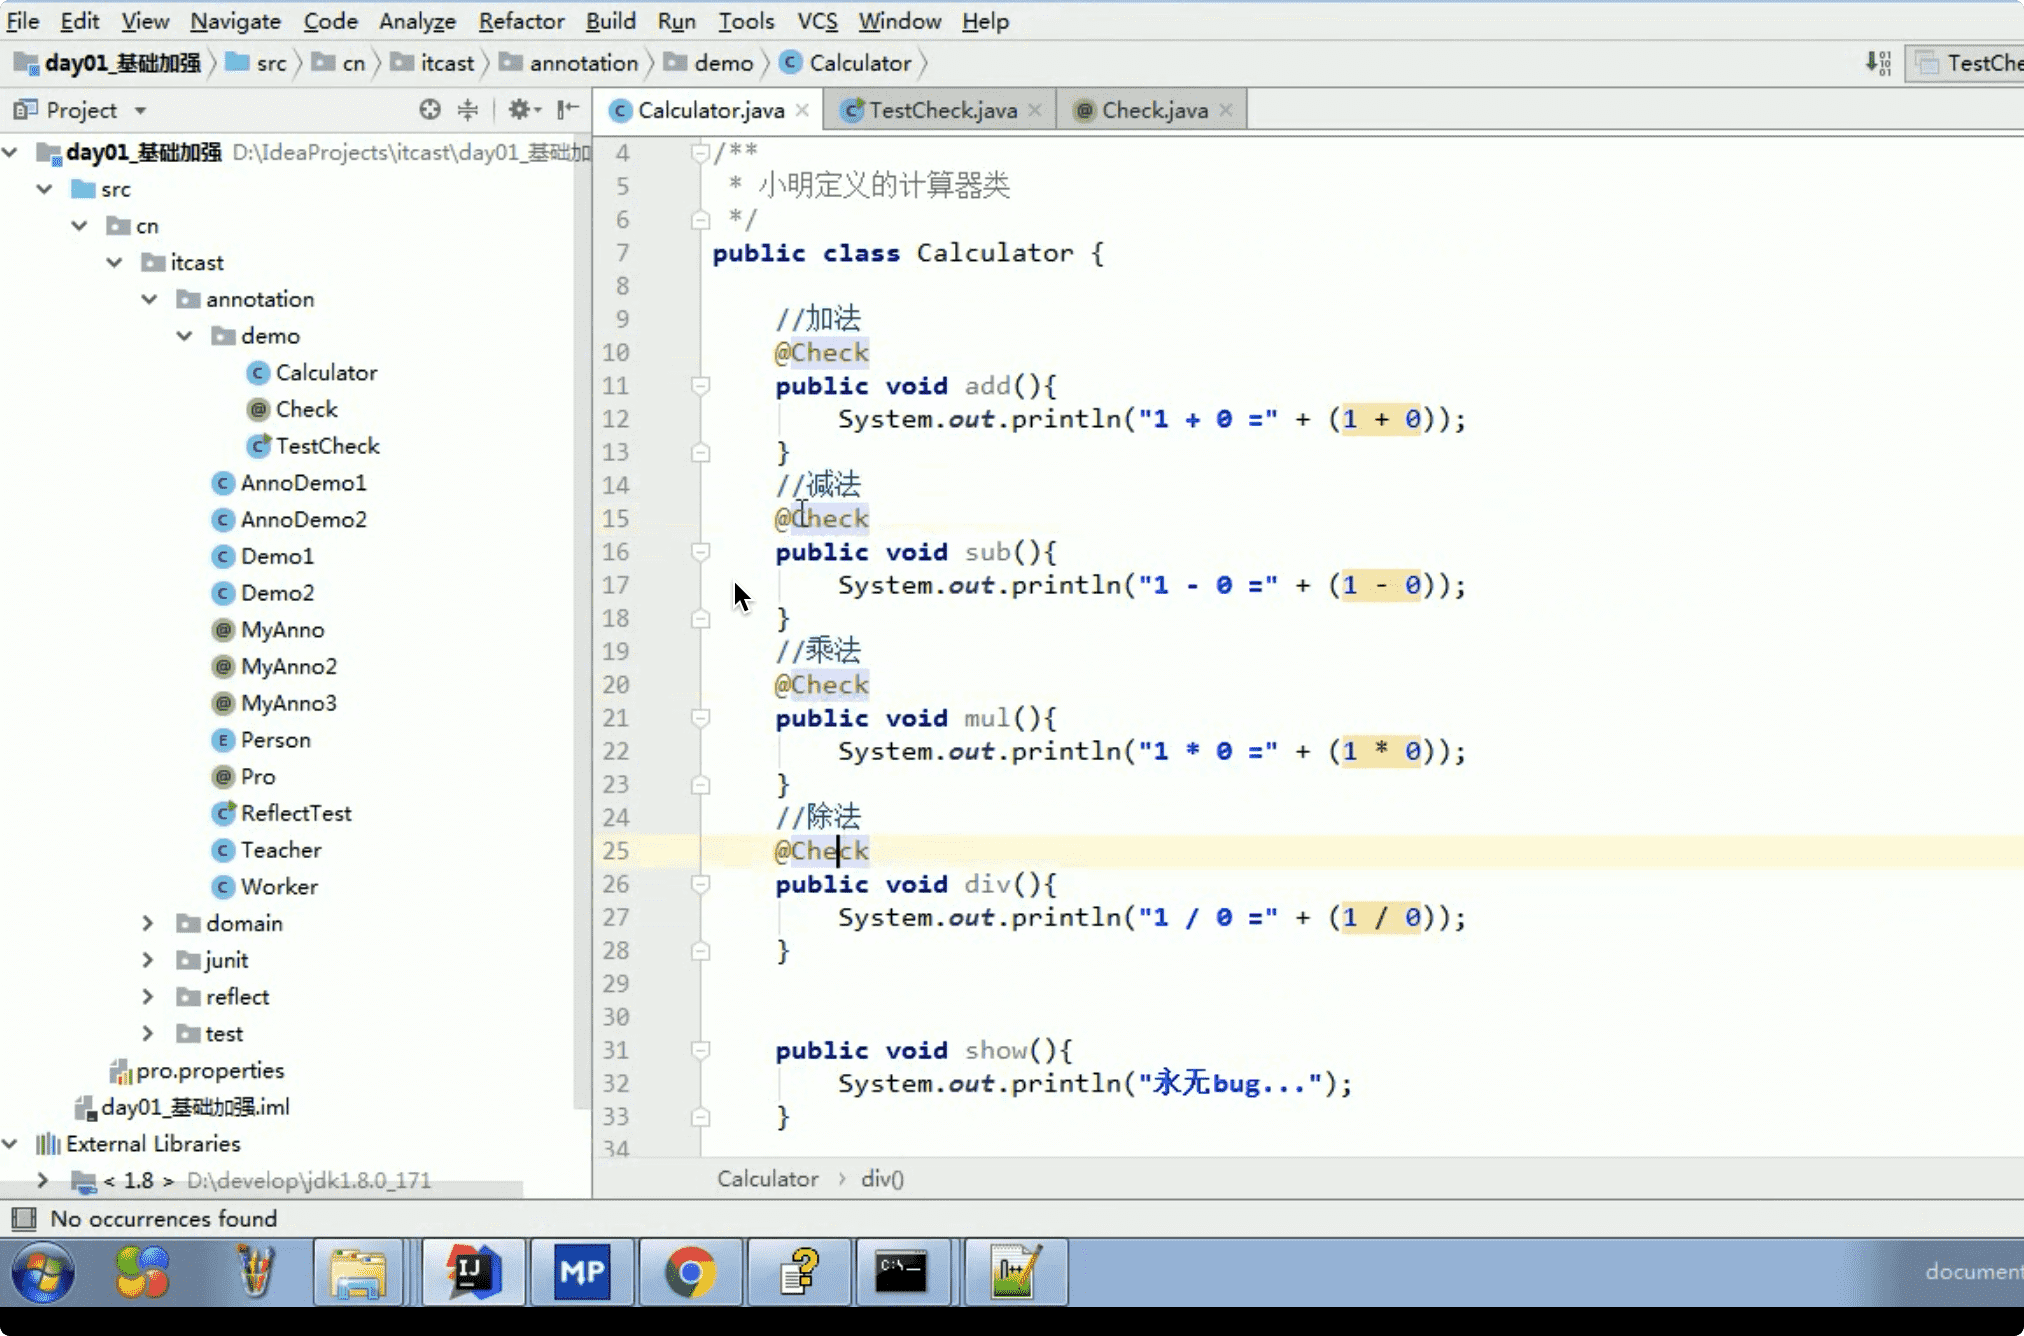 File Edit View Navigate Code Analyze Refactor Build Run Tools VCS Window Help
day01_基础加强 src cn itcast annotation demo Calculator TestChe
Project Calculator.java TestCheck.java Check.java
day01_基础加强 D:\IdeaProjects\itcast\day01_基础加
src
cn
itcast
annotation
demo
Calculator
Check
TestCheck
AnnoDemo1
AnnoDemo2
Demo1
Demo2
MyAnno
MyAnno2
MyAnno3
Person
Pro
ReflectTest
Teacher
Worker
domain
junit
reflect
test
pro.properties
day01_基础加强.iml
External Libraries
< 1.8 > D:\develop\jdk1.8.0_171
4 /**
5 * 小明定义的计算器类
6 */
7 public class Calculator {
8
9 //加法
10 @Check
11 public void add(){
12 System.out.println("1 + 0 =" + (1 + 0));
13 }
14 //减法
15 @Check
16 public void sub(){
17 System.out.println("1 - 0 =" + (1 - 0));
18 }
19 //乘法
20 @Check
21 public void mul(){
22 System.out.println("1 * 0 =" + (1 * 0));
23 }
24 //除法
25 @Check
26 public void div(){
27 System.out.println("1 / 0 =" + (1 / 0));
28 }
29
30
31 public void show(){
32 System.out.println("永无bug...");
33 }
34
Calculator › div()
No occurrences found
IJ MP C:\ n++ document